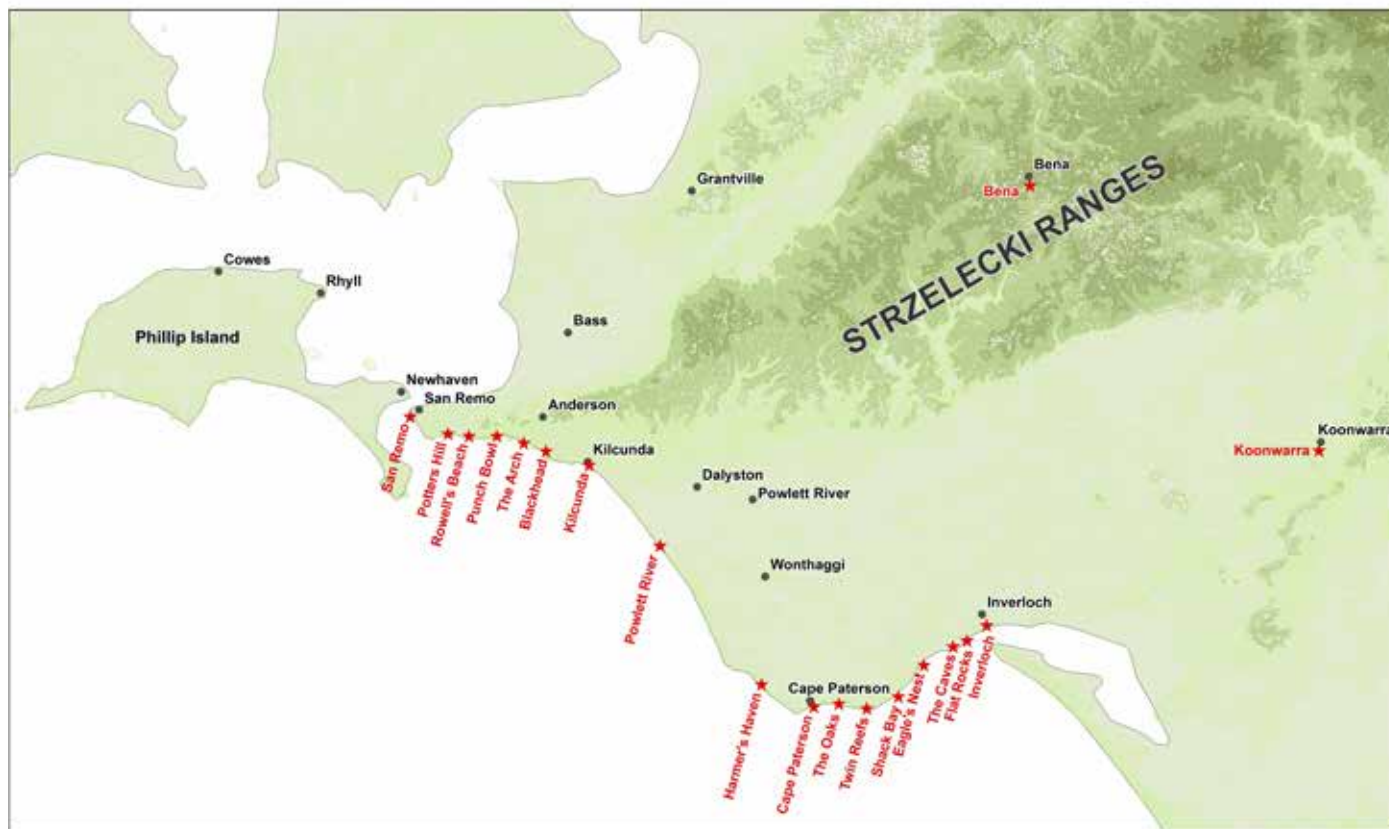 Bena
Bena
Grantville
STRZELECKI RANGES
Cowes
Rhyll
Bass
Phillip Island
Newhaven
San Remo
Anderson
Koonwarra
Koonwarra
Kilcunda
San Remo
Potters Hill
Rowell's Beach
Punch Bowl
The Arch
Blackhead
Kilcunda
Dalyston
Powlett River
Powlett River
Wonthaggi
Inverloch
Cape Paterson
Harmer's Haven
Cape Paterson
The Oaks
Twin Reefs
Shack Bay
Eagle's Nest
The Caves
Flat Rocks
Inverloch